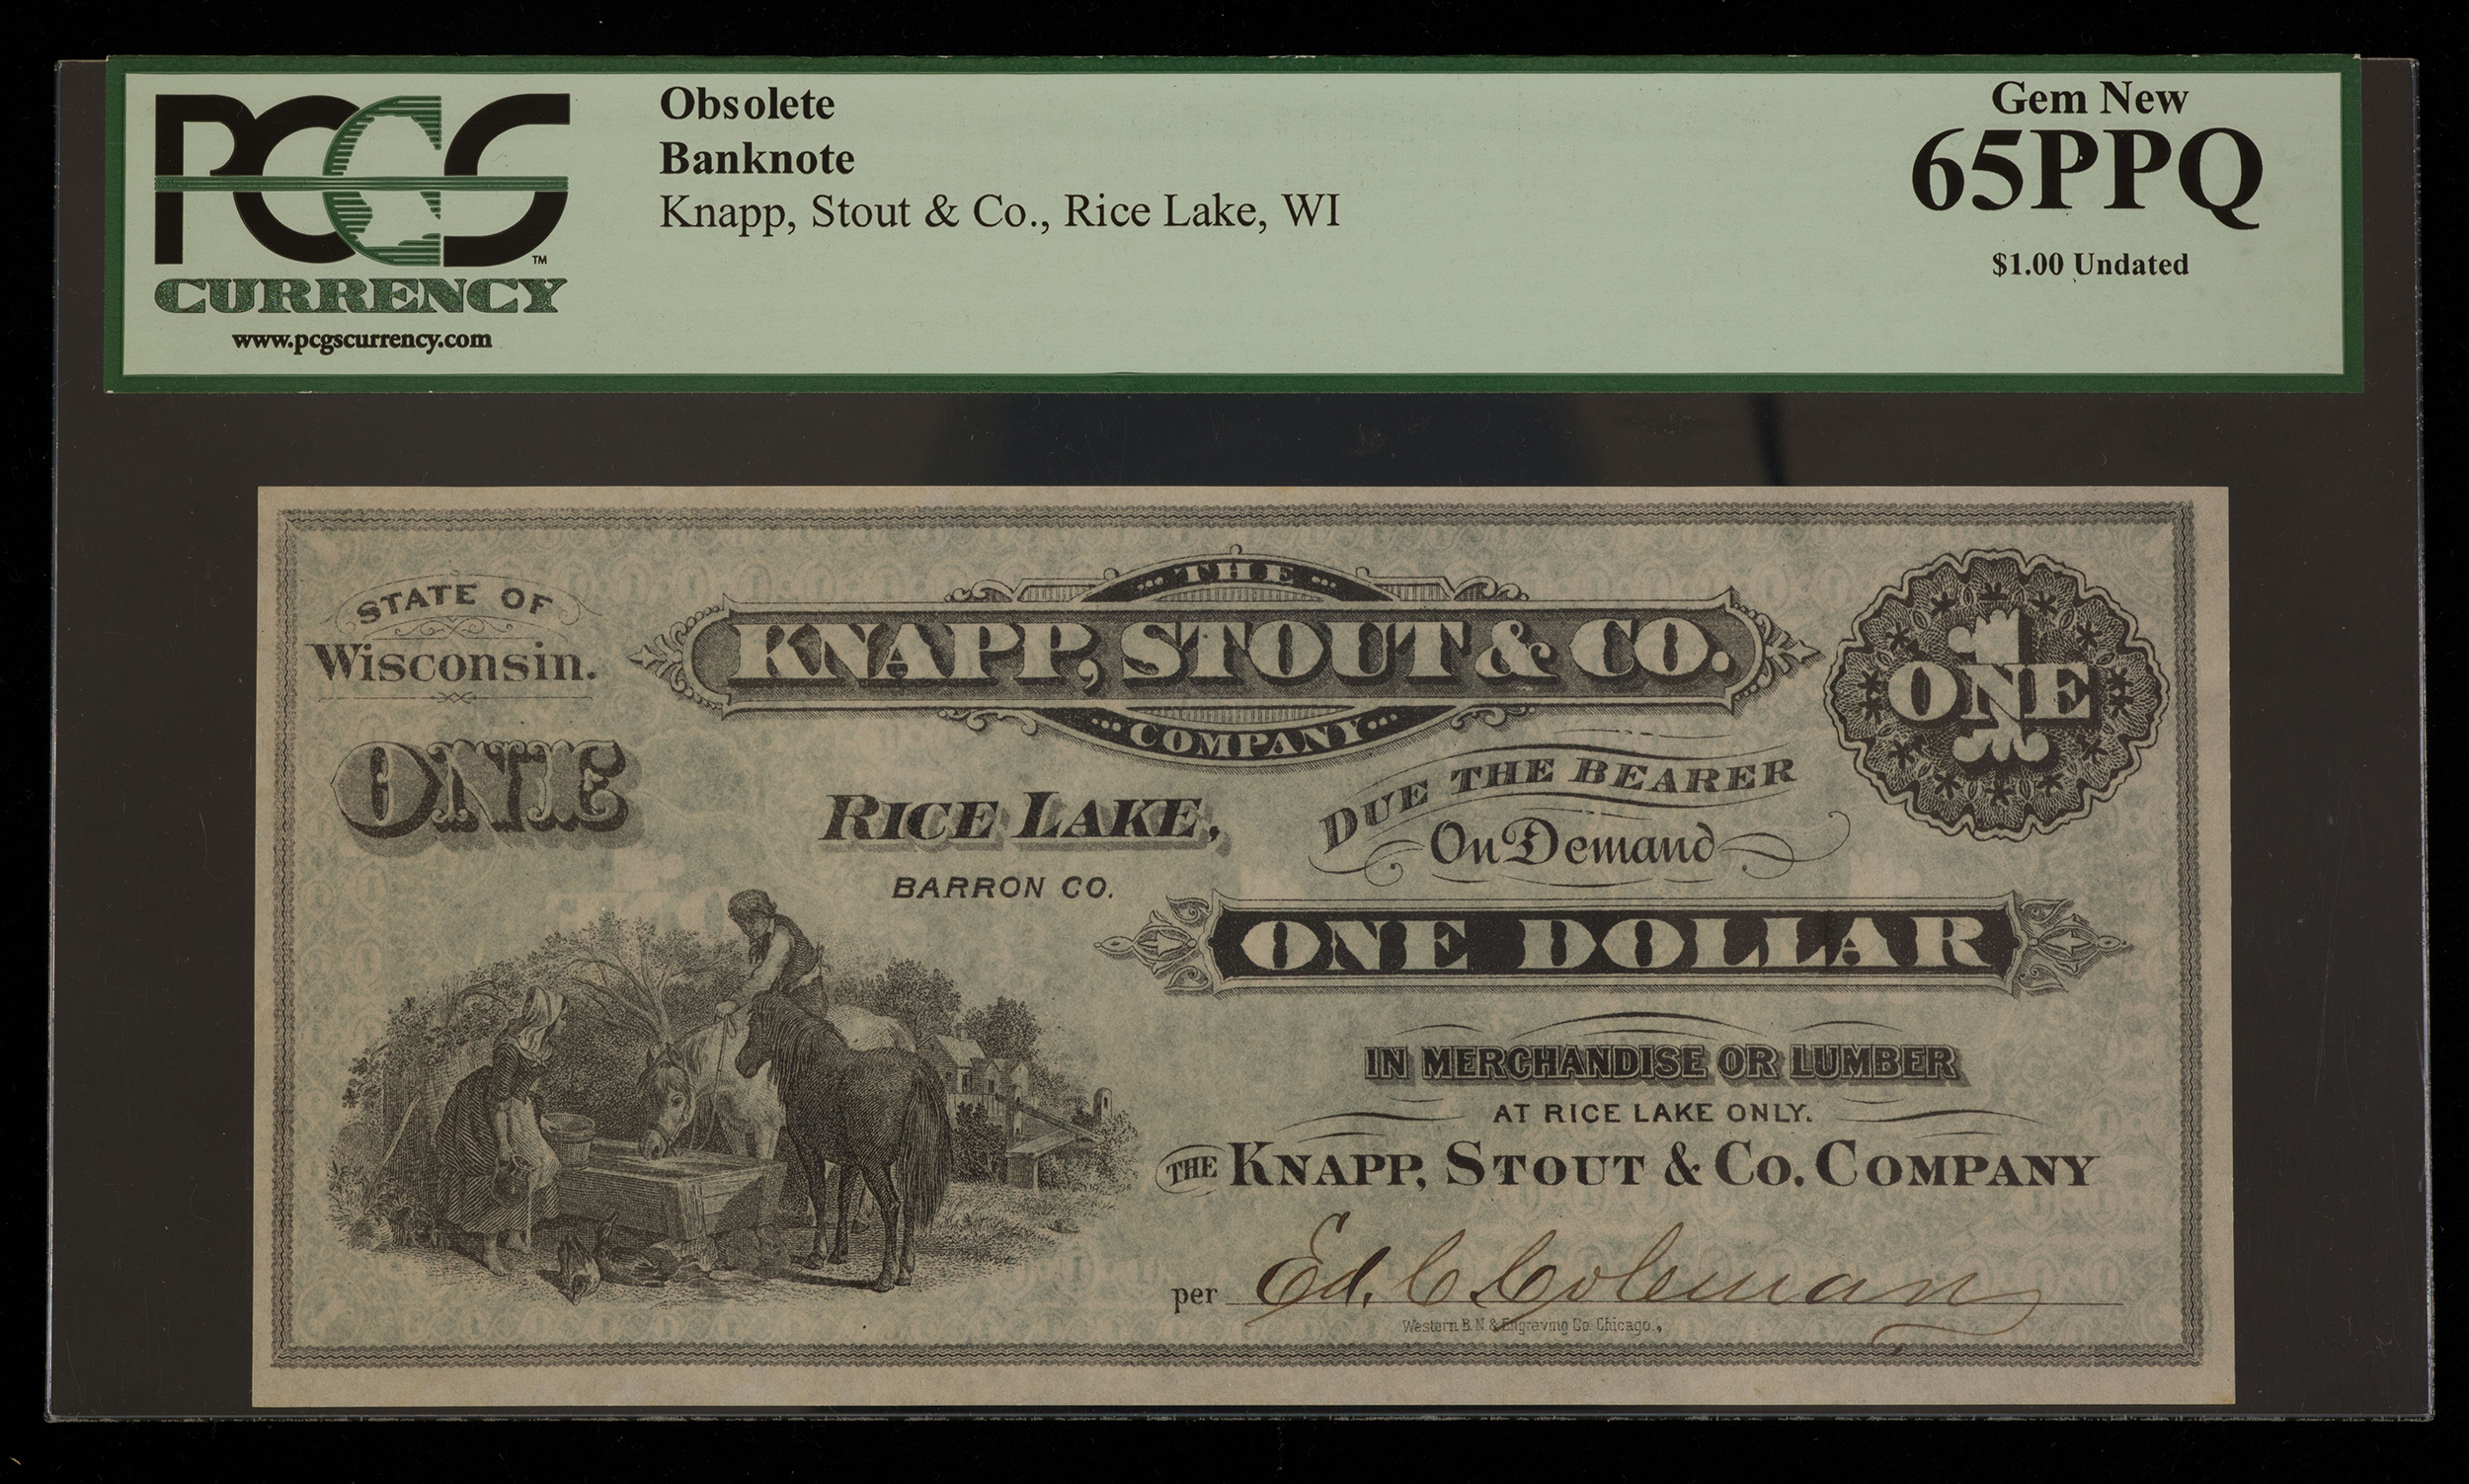 PCGS™
CURRENCY
www.pcgscurrency.com
Obsolete
Banknote
Knapp, Stout & Co., Rice Lake, WI
Gem New
65PPQ
$1.00 Undated
STATE OF
Wisconsin.
THE
KNAPP, STOUT & CO.
COMPANY
1
ONE
ONE
RICE LAKE,
BARRON CO.
DUE THE BEARER
On Demand
ONE DOLLAR
IN MERCHANDISE OR LUMBER
AT RICE LAKE ONLY.
THE KNAPP, STOUT & CO. COMPANY
per Ed. C Coleman
Western B. N & Engraving Co. Chicago.